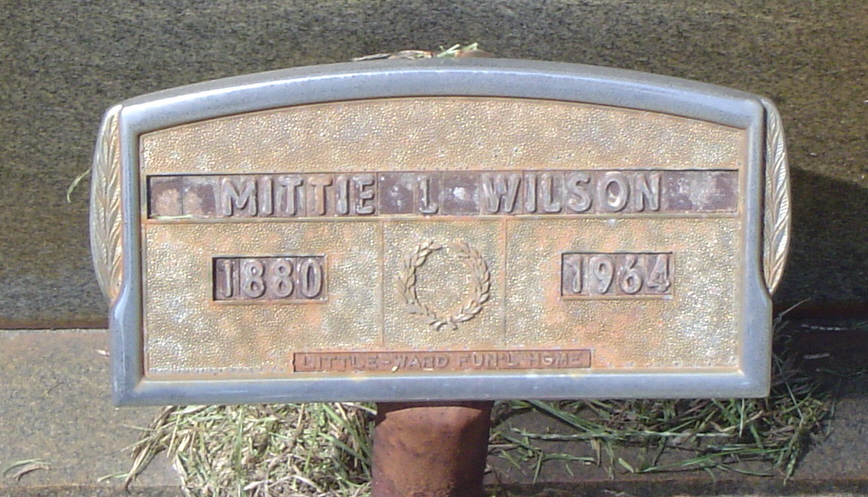 MITTIE L WILSON
1880 1964
LITTLE-WARD FUN'L HOME